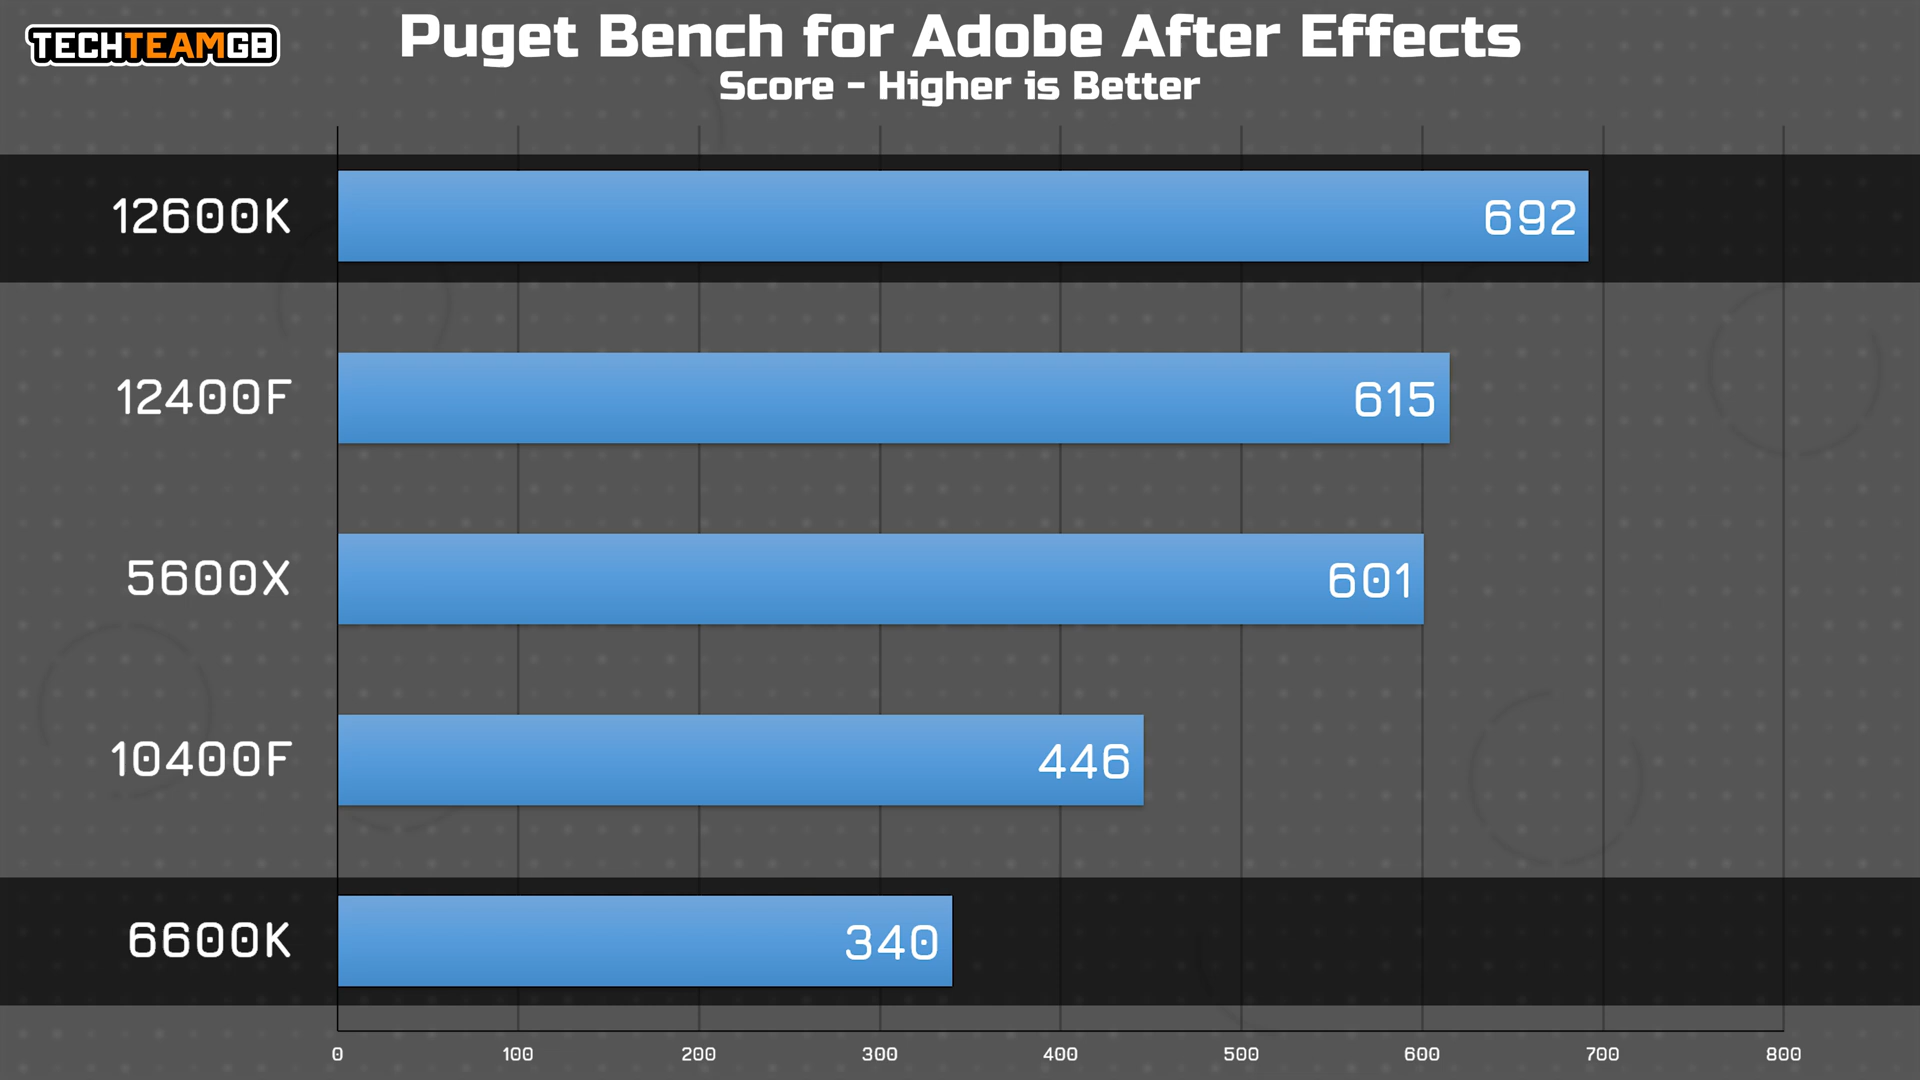 TECHTEAMGB
Puget Bench for Adobe After Effects
Score - Higher is Better
12600K
692
12400F
615
5600X
601
10400F
446
6600K
340
0 100 200 300 400 500 600 700 800